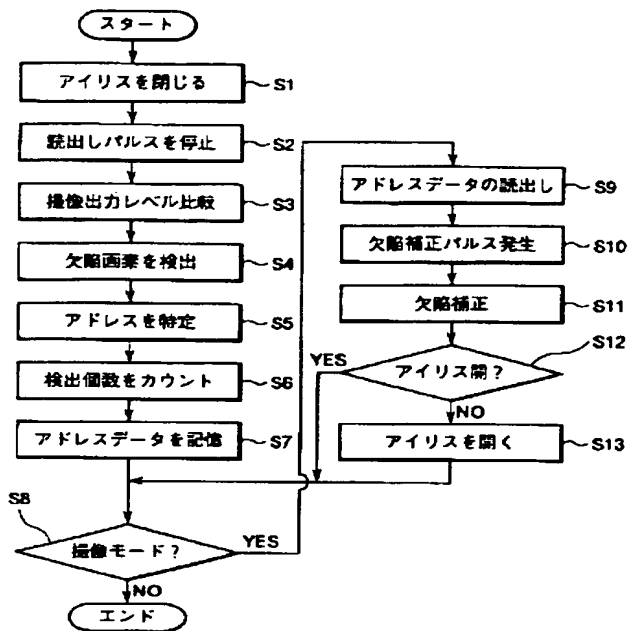 スタート
アイリスを閉じる S1
読出しパルスを停止 S2
撮像出力レベル比較 S3
欠陥画素を検出 S4
アドレスを特定 S5
検出個数をカウント S6
アドレスデータを記憶 S7
S8
撮像モード? YES
NO
エンド
アドレスデータの読出し S9
欠陥補正パルス発生 S10
欠陥補正 S11
S12
YES アイリス開?
NO
アイリスを開く S13